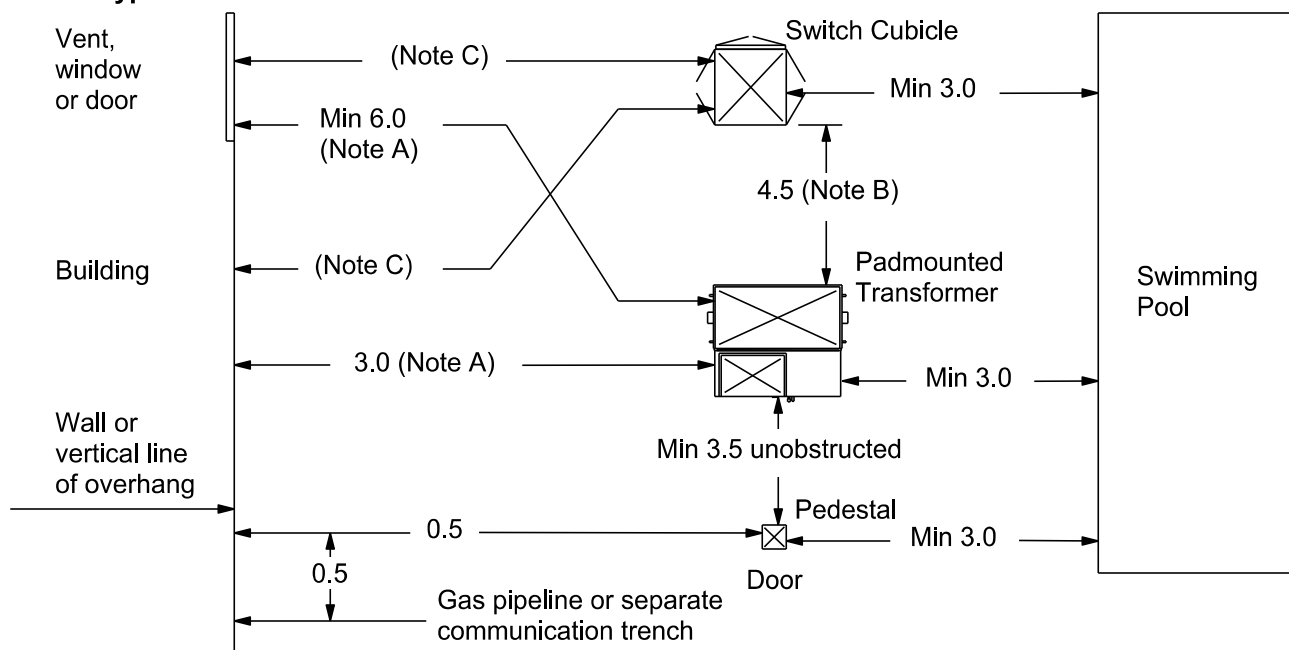 Vent,
window
or door
(Note C)
Switch Cubicle
Min 3.0
Min 6.0
(Note A)
4.5 (Note B)
Building
(Note C)
Padmounted
Transformer
Swimming
Pool
3.0 (Note A)
Min 3.0
Wall or
vertical line
of overhang
Min 3.5 unobstructed
Pedestal
0.5
Min 3.0
Door
0.5
Gas pipeline or separate
communication trench